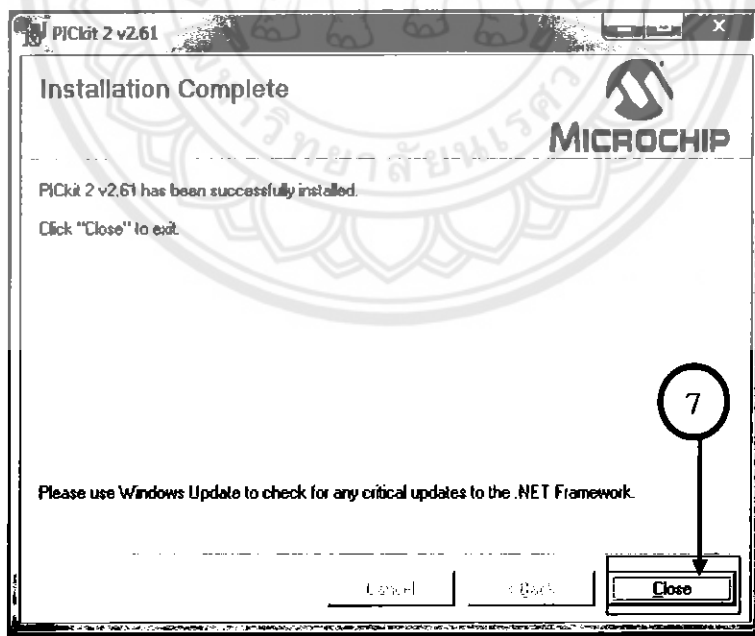 PICkit 2 v2.61
Installation Complete
MICROCHIP
PICkit 2 v2.61 has been successfully installed.
Click "Close" to exit.
7
Please use Windows Update to check for any critical updates to the .NET Framework.
Cancel
< Back
Close